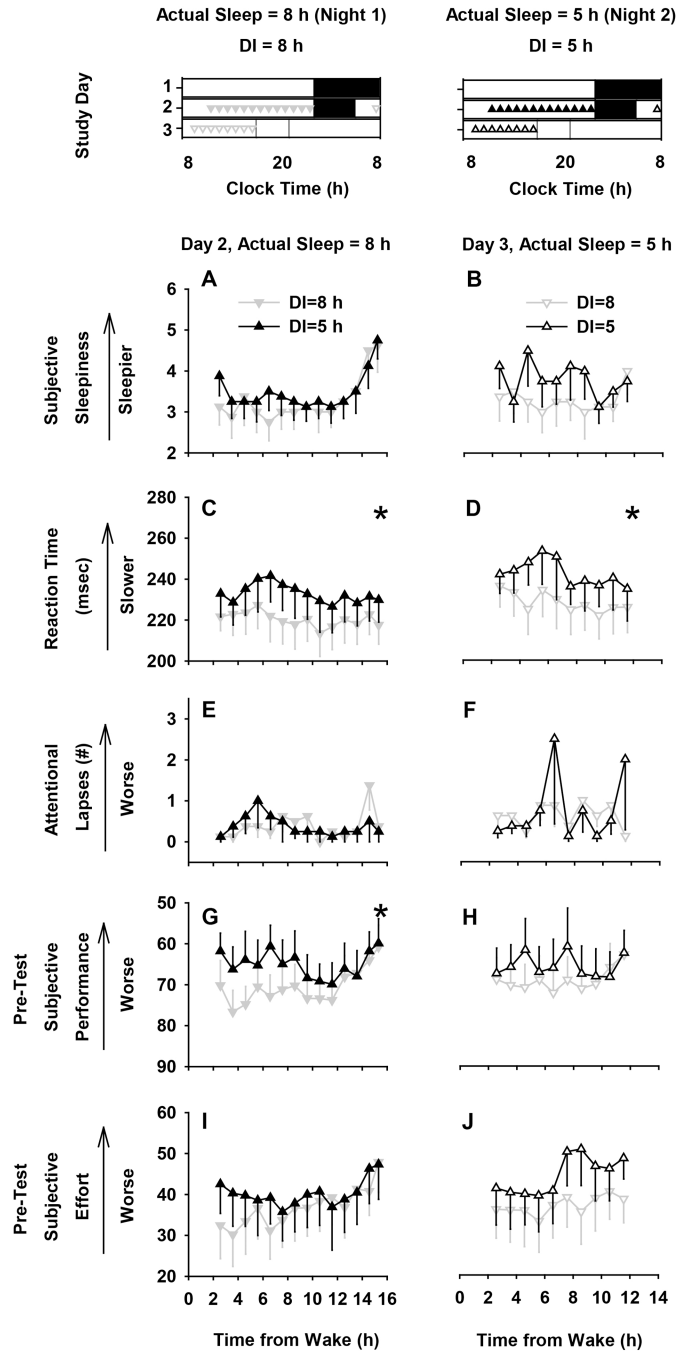 Actual Sleep = 8 h (Night 1)
Actual Sleep = 5 h (Night 2)
DI = 8 h
DI = 5 h
Study Day
1
2
3
8
20
8
8
20
8
Clock Time (h)
Clock Time (h)
Day 2, Actual Sleep = 8 h
Day 3, Actual Sleep = 5 h
A
DI=8 h
DI=5 h
B
DI=8
DI=5
Subjective
Sleepiness
Sleepier
6
5
4
3
2
C
*
D
*
Reaction Time
(msec)
Slower
280
260
240
220
200
E
F
Attentional
Lapses (#)
Worse
3
2
1
0
G
*
H
Pre-Test
Subjective
Performance
Worse
50
60
70
80
90
I
J
Pre-Test
Subjective
Effort
Worse
60
50
40
30
20
0 2 4 6 8 10 12 14 16
0 2 4 6 8 10 12 14
Time from Wake (h)
Time from Wake (h)